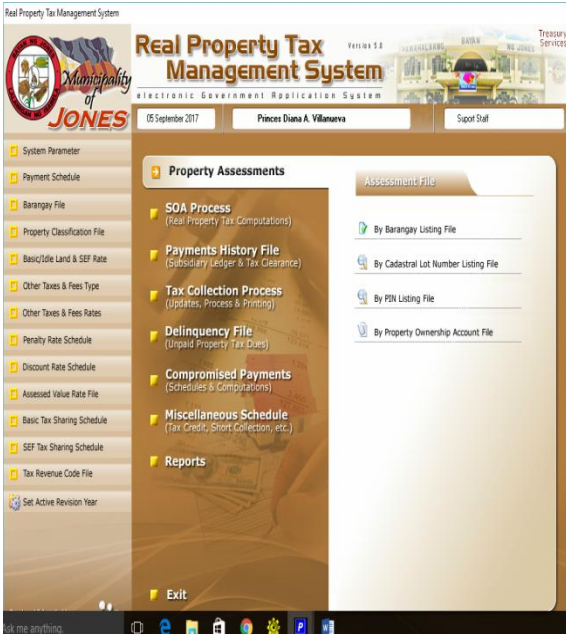 Real Property Tax Management System
BAYAN NG JONES
Municipality
of
JONES
Real Property Tax
Management System
Version 5.0
electronic Government Application System
BAYAN NG JONES
Treasury
Services
05 September 2017
Princes Diana A. Villanueva
Suport Staff
System Parameter
Payment Schedule
Barangay File
Property Classification File
Basic/Idle Land & SEF Rate
Other Taxes & Fees Type
Other Taxes & Fees Rates
Penalty Rate Schedule
Discount Rate Schedule
Assessed Value Rate File
Basic Tax Sharing Schedule
SEF Tax Sharing Schedule
Tax Revenue Code File
Set Active Revision Year
Property Assessments
SOA Process
(Real Property Tax Computations)
Payments History File
(Subsidiary Ledger & Tax Clearance)
Tax Collection Process
(Updates, Process & Printing)
Delinquency File
(Unpaid Property Tax Dues)
Compromised Payments
(Schedules & Computations)
Miscellaneous Schedule
(Tax Credit, Short Collection, etc.)
Reports
Exit
Assessment File
By Barangay Listing File
By Cadastral Lot Number Listing File
By PIN Listing File
By Property Ownership Account File
Ask me anything.